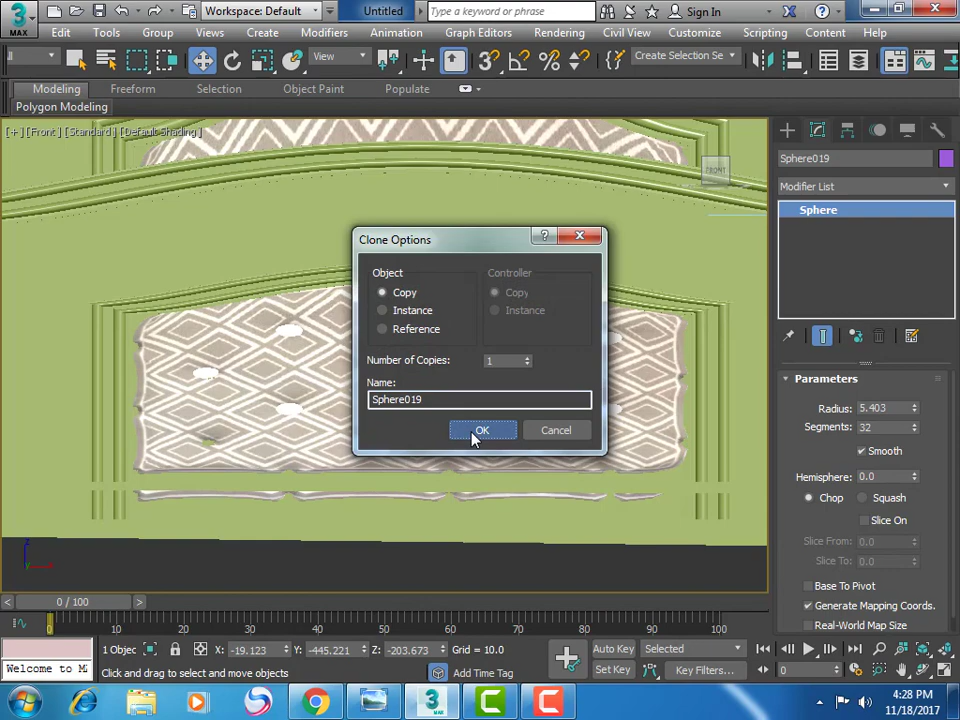 3 MAX
Workspace: Default
Untitled
Type a keyword or phrase
Sign In
Edit Tools Group Views Create Modifiers Animation Graph Editors Rendering Civil View Customize Scripting Content Help
View
Create Selection Se
Modeling Freeform Selection Object Paint Populate
Polygon Modeling
[+] [Front] [Standard] [Default Shading]
FRONT
Sphere019
Modifier List
Sphere
Clone Options
Object
Controller
Copy
Copy
Instance
Instance
Reference
Number of Copies: 1
Name:
Sphere019
OK
Cancel
Parameters
Radius: 5.403
Segments: 32
Smooth
Hemisphere: 0.0
Chop
Squash
Slice On
Slice From: 0.0
Slice To: 0.0
Base To Pivot
Generate Mapping Coords.
Real-World Map Size
z
x
y
< 0 / 100 >
0 10 20 30 40 50 60 70 80 90 100
1 Objec
X: -19.123
Y: -445.221
Z: -203.673
Grid = 10.0
Auto Key
Selected
Set Key
Key Filters...
0
Welcome to M
Click and drag to select and move objects
Add Time Tag
4:28 PM
11/18/2017